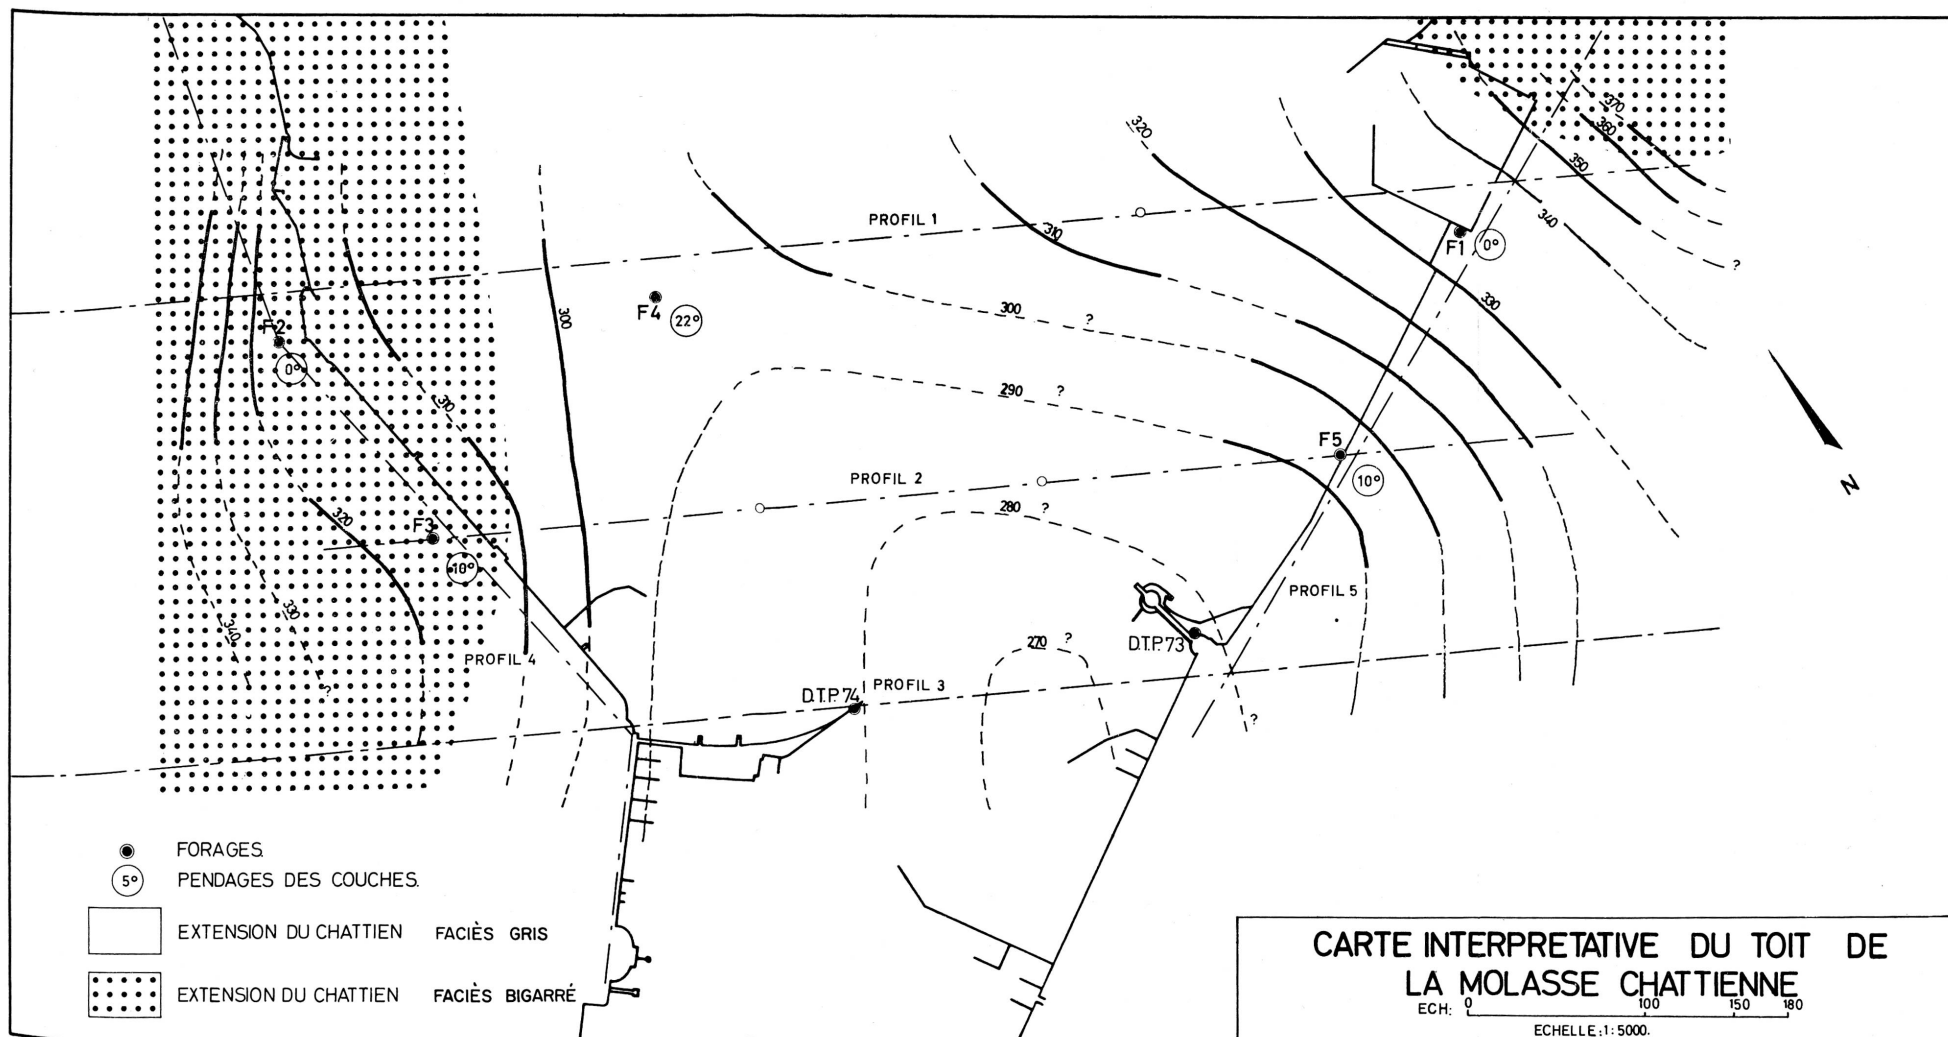 370
360
350
340
330
320
310
300
300
290
280
270
310
320
330
340
?
?
?
?
?
?
?
PROFIL 1
PROFIL 2
PROFIL 3
PROFIL 4
PROFIL 5
F1
0°
F2
0°
F3
10°
F4
22°
F5
10°
D.T.P.73
D.T.P.74
N
FORAGES.
5° PENDAGES DES COUCHES.
EXTENSION DU CHATTIEN FACIÈS GRIS
EXTENSION DU CHATTIEN FACIÈS BIGARRÉ
CARTE INTERPRETATIVE DU TOIT DE
LA MOLASSE CHATTIENNE
ECH: 0 100 150 180
ECHELLE:1:5000.